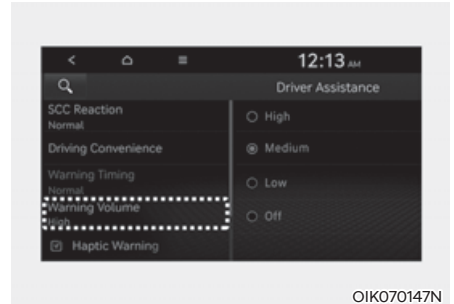 12:13 AM
Driver Assistance
SCC Reaction
Normal
Driving Convenience
Warning Timing
Normal
Warning Volume
High
Haptic Warning
High
Medium
Low
Off
OIK070147N